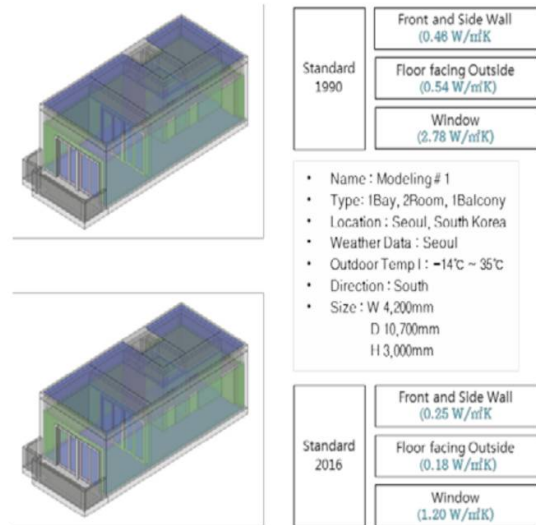 Standard
1990
Front and Side Wall
(0.46 W/㎡K
Floor facing Outside
(0.54 W/㎡K)
Window
(2.78 W/㎡K)
• Name : Modeling # 1
• Type: 1Bay, 2Room, 1Balcony
• Location : Seoul, South Korea
• Weather Data : Seoul
• Outdoor Temp l : -14℃ ~ 35℃
• Direction : South
• Size : W 4,200mm
D 10,700mm
H 3,000mm
Standard
2016
Front and Side Wall
(0.25 W/㎡K
Floor facing Outside
(0.18 W/㎡K)
Window
(1.20 W/㎡K)